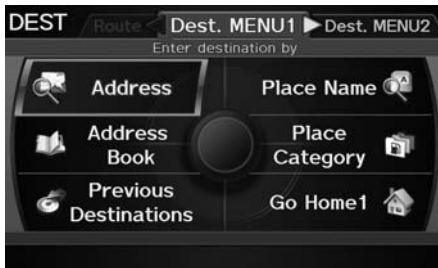 DEST Route Dest. MENU1 Dest. MENU2
Enter destination by
Address
Place Name
Address
Book
Place
Category
Previous
Destinations
Go Home1